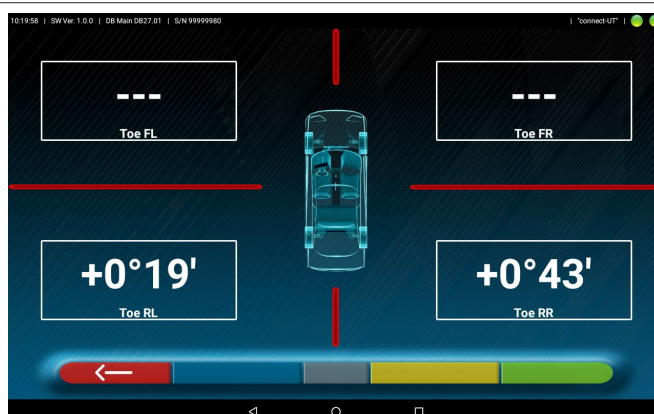 10:19:58 | SW Ver. 1.0.0 | DB Main DB27.01 | S/N 99999980 | "connect-UT" |
--- ---
Toe FL Toe FR
+0°19' +0°43'
Toe RL Toe RR